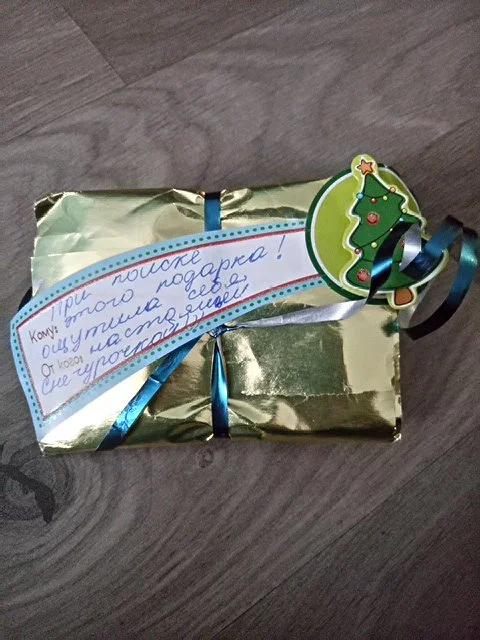 При поиске
Кому: этого подарка!
ощутила себя
От кого: настоящей
снегурочкой!!!